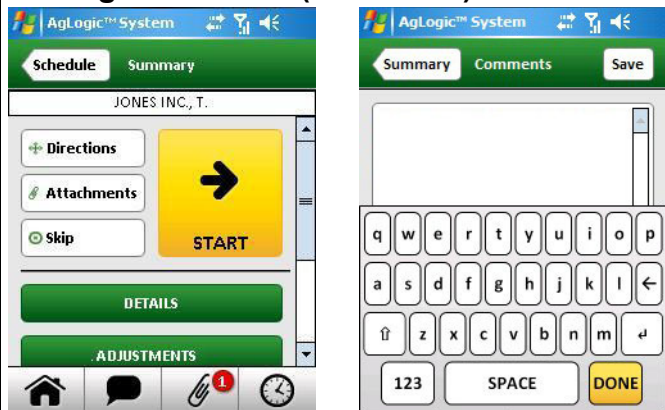 AgLogic™ System
Schedule Summary
JONES INC., T.
Directions
Attachments
Skip
START
DETAILS
ADJUSTMENTS
1
AgLogic™ System
Summary Comments Save
q w e r t y u i o p
a s d f g h j k l ←
⇧ z x c v b n m ↵
123 SPACE DONE